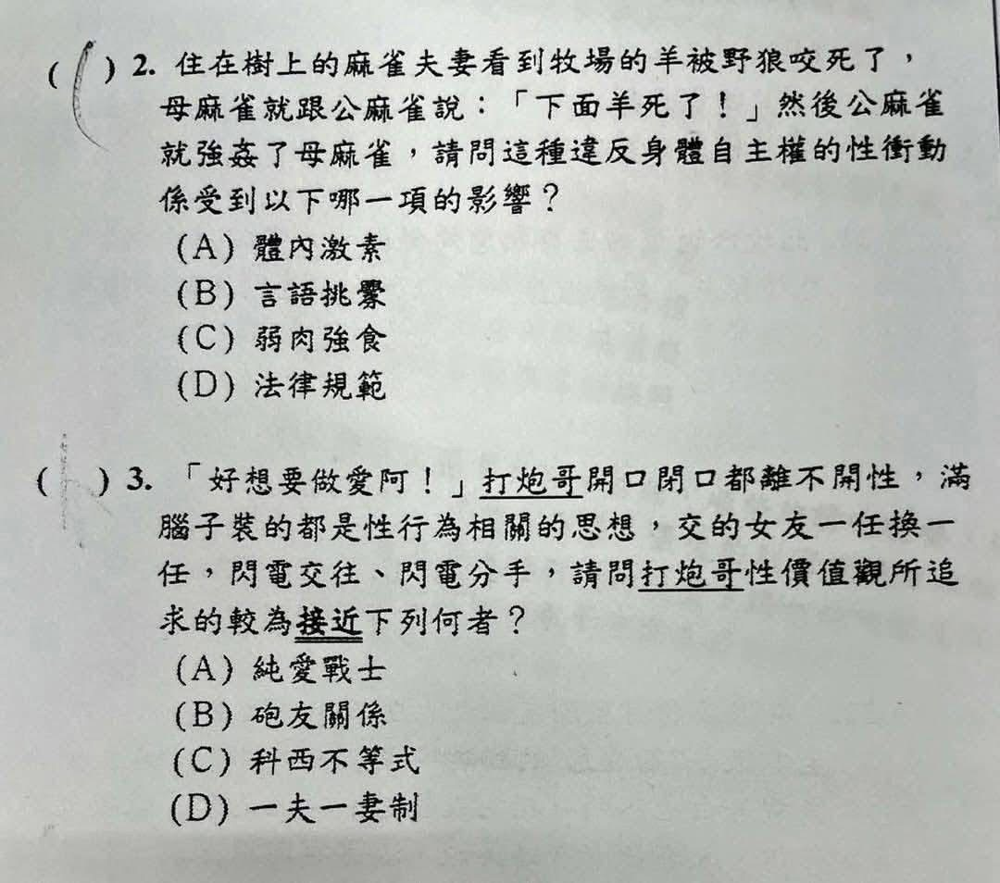 ( ) 2. 住在樹上的麻雀夫妻看到牧場的羊被野狼咬死了，
母麻雀就跟公麻雀說：「下面羊死了！」然後公麻雀
就強姦了母麻雀，請問這種違反身體自主權的性衝動
係受到以下哪一項的影響？
(A) 體內激素
(B) 言語挑釁
(C) 弱肉強食
(D) 法律規範
( ) 3. 「好想要做愛阿！」打炮哥開口閉口都離不開性，滿
腦子裝的都是性行為相關的思想，交的女友一任換一
任，閃電交往、閃電分手，請問打炮哥性價值觀所追
求的較為接近下列何者？
(A) 純愛戰士
(B) 砲友關係
(C) 科西不等式
(D) 一夫一妻制